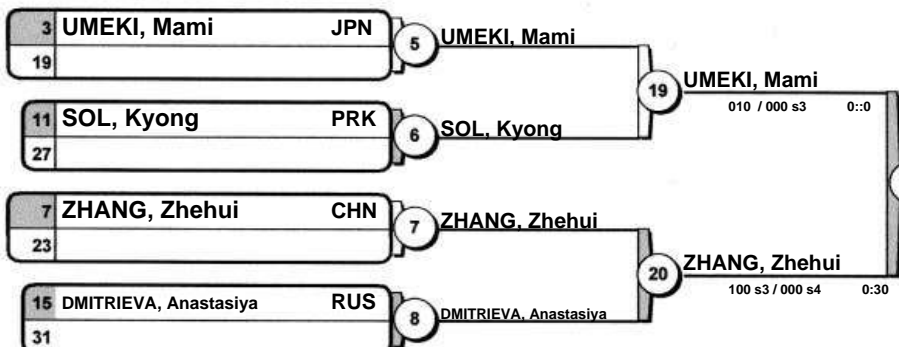 3 UMEKI, Mami JPN
19
5 UMEKI, Mami
11 SOL, Kyong PRK
27
6 SOL, Kyong
19 UMEKI, Mami
010 / 000 s3 0::0
7 ZHANG, Zhehui CHN
23
7 ZHANG, Zhehui
15 DMITRIEVA, Anastasiya RUS
31
8 DMITRIEVA, Anastasiya
20 ZHANG, Zhehui
100 s3 / 000 s4 0:30